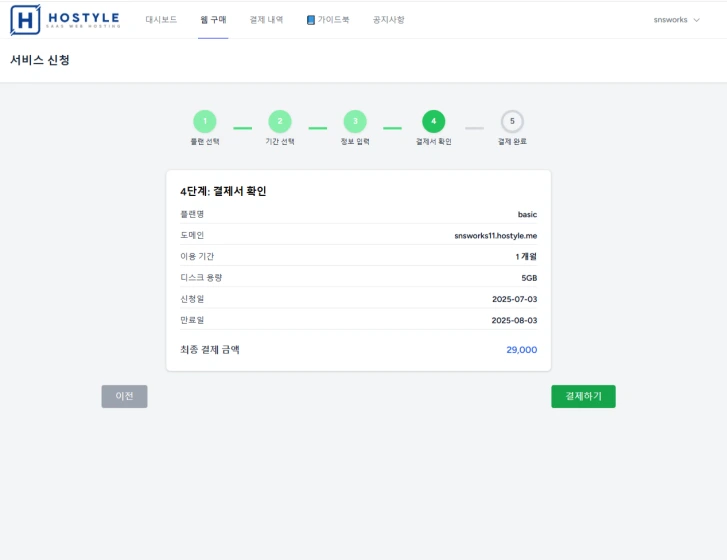 H HOSTYLE
대시보드 웹 구매 결제 내역 가이드북 공지사항 snsworks
서비스 신청
1 2 3 4 5
플랜 선택 기간 선택 정보 입력 결제서 확인 결제 완료
4단계: 결제서 확인
플랜명 basic
도메인 snsworks11.hostyle.me
이용 기간 1 개월
디스크 용량 5GB
신청일 2025-07-03
만료일 2025-08-03
최종 결제 금액 29,000
이전 결제하기